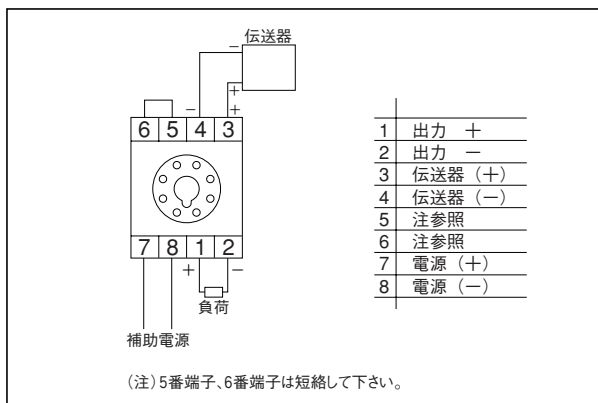 伝送器
−
+
− +
6 5 4 3
7 8 1 2
+ −
負荷
補助電源
1 出力 ＋
2 出力 −
3 伝送器（＋）
4 伝送器（−）
5 注参照
6 注参照
7 電源（＋）
8 電源（−）
（注）5番端子、6番端子は短絡して下さい。